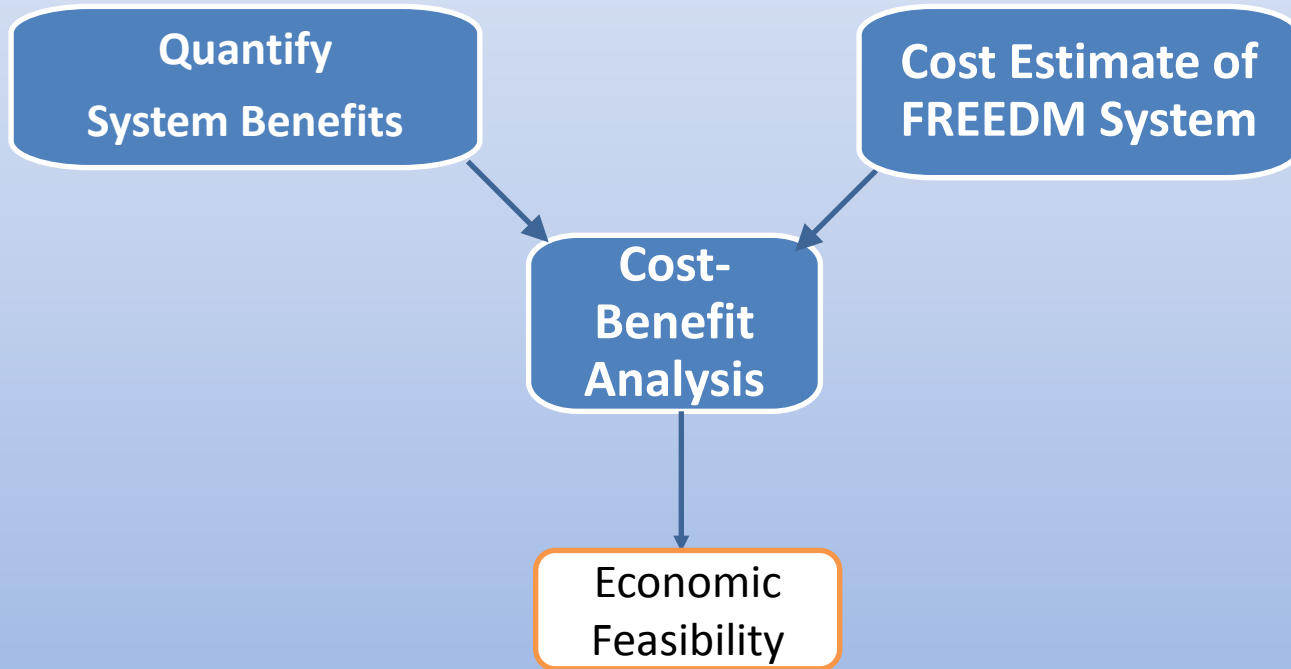 Quantify
System Benefits
Cost Estimate of
FREEDM System
Cost-
Benefit
Analysis
Economic
Feasibility